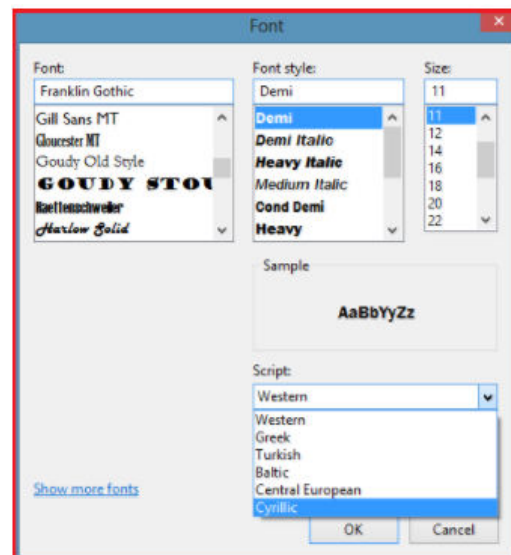 Font
Font:
Franklin Gothic
Gill Sans MT
Gloucester MT
Goudy Old Style
GOUDY STOU
Haettenschweiler
Harlow Solid
Font style:
Demi
Demi
Demi Italic
Heavy Italic
Medium Italic
Cond Demi
Heavy
Size:
11
11
12
14
16
18
20
22
Sample
AaBbYyZz
Script:
Western
Western
Greek
Turkish
Baltic
Central European
Cyrillic
Show more fonts
OK
Cancel